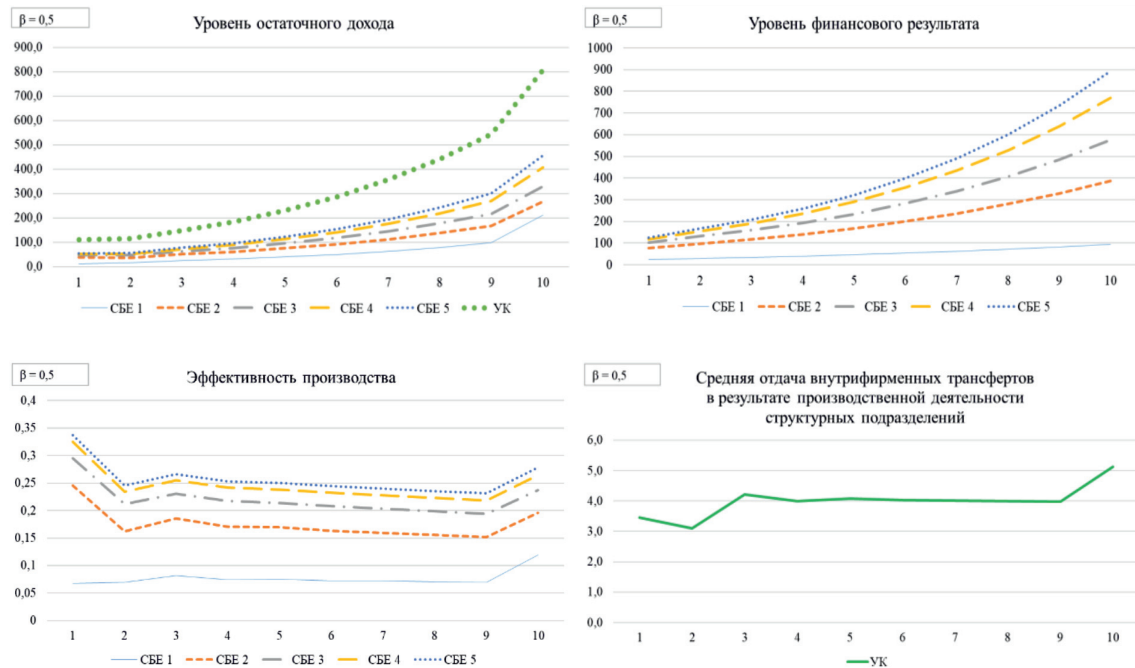 β = 0,5
Уровень остаточного дохода
900,0
800,0
700,0
600,0
500,0
400,0
300,0
200,0
100,0
0,0
1 2 3 4 5 6 7 8 9 10
СБЕ 1 СБЕ 2 СБЕ 3 СБЕ 4 СБЕ 5 УК
β = 0,5
Уровень финансового результата
1000
900
800
700
600
500
400
300
200
100
0
1 2 3 4 5 6 7 8 9 10
СБЕ 1 СБЕ 2 СБЕ 3 СБЕ 4 СБЕ 5
β = 0,5
Эффективность производства
0,4
0,35
0,3
0,25
0,2
0,15
0,1
0,05
0
1 2 3 4 5 6 7 8 9 10
СБЕ 1 СБЕ 2 СБЕ 3 СБЕ 4 СБЕ 5
β = 0,5
Средняя отдача внутрифирменных трансфертов
в результате производственной деятельности
структурных подразделений
6,0
5,0
4,0
3,0
2,0
1,0
0,0
1 2 3 4 5 6 7 8 9 10
УК